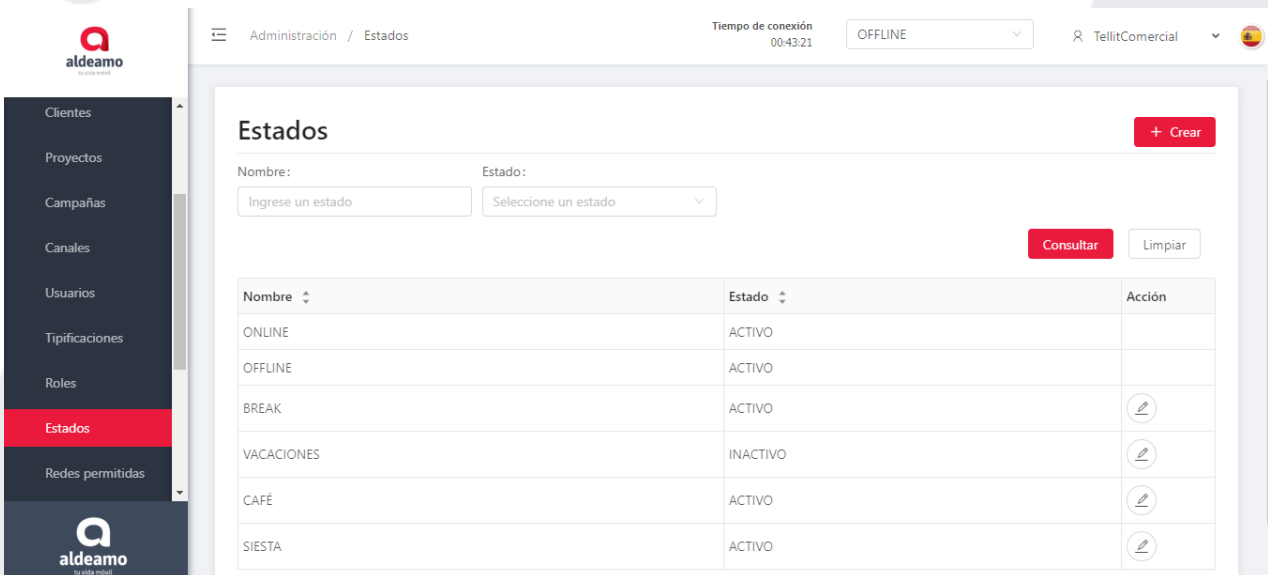 aldeamo
tu vida móvil
Administración / Estados
Tiempo de conexión
00:43:21
OFFLINE
TellitComercial
Clientes
Proyectos
Campañas
Canales
Usuarios
Tipificaciones
Roles
Estados
Redes permitidas
aldeamo
tu vida móvil
Estados
+ Crear
Nombre:
Estado:
Ingrese un estado
Seleccione un estado
Consultar
Limpiar
Nombre Estado Acción
ONLINE ACTIVO
OFFLINE ACTIVO
BREAK ACTIVO
VACACIONES INACTIVO
CAFÉ ACTIVO
SIESTA ACTIVO